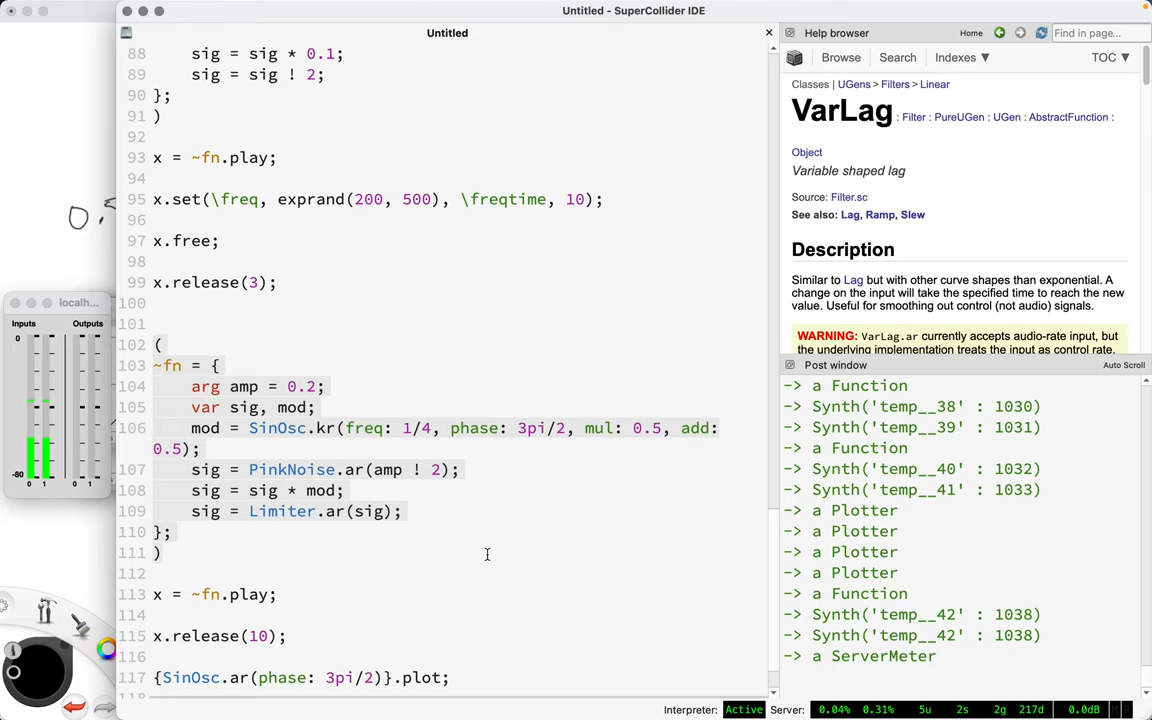 Untitled - SuperCollider IDE
Untitled
Help browser
Home
Find in page...
88 sig = sig * 0.1;
89 sig = sig ! 2;
90 };
91 )
92
93 x = ~fn.play;
94
95 x.set(\freq, exprand(200, 500), \freqtime, 10);
96
97 x.free;
98
99 x.release(3);
100
101
102 (
103 ~fn = {
104 arg amp = 0.2;
105 var sig, mod;
106 mod = SinOsc.kr(freq: 1/4, phase: 3pi/2, mul: 0.5, add:
0.5);
107 sig = PinkNoise.ar(amp ! 2);
108 sig = sig * mod;
109 sig = Limiter.ar(sig);
110 };
111 )
112
113 x = ~fn.play;
114
115 x.release(10);
116
117 {SinOsc.ar(phase: 3pi/2)}.plot;
118
Browse Search Indexes ▼ TOC ▼
Classes | UGens > Filters > Linear
VarLag : Filter : PureUGen : UGen : AbstractFunction :
Object
Variable shaped lag
Source: Filter.sc
See also: Lag, Ramp, Slew
Description
Similar to Lag but with other curve shapes than exponential. A
change on the input will take the specified time to reach the new
value. Useful for smoothing out control (not audio) signals.
WARNING: VarLag.ar currently accepts audio-rate input, but
the underlying implementation treats the input as control rate.
Post window
Auto Scroll
-> a Function
-> Synth('temp__38' : 1030)
-> Synth('temp__39' : 1031)
-> a Function
-> Synth('temp__40' : 1032)
-> Synth('temp__41' : 1033)
-> a Plotter
-> a Plotter
-> a Plotter
-> a Plotter
-> a Function
-> Synth('temp__42' : 1038)
-> Synth('temp__42' : 1038)
-> a ServerMeter
localh...
Inputs Outputs
0
-80
0 1 0 1
Interpreter: Active Server: 0.04% 0.31% 5u 2s 2g 217d 0.0dB M R